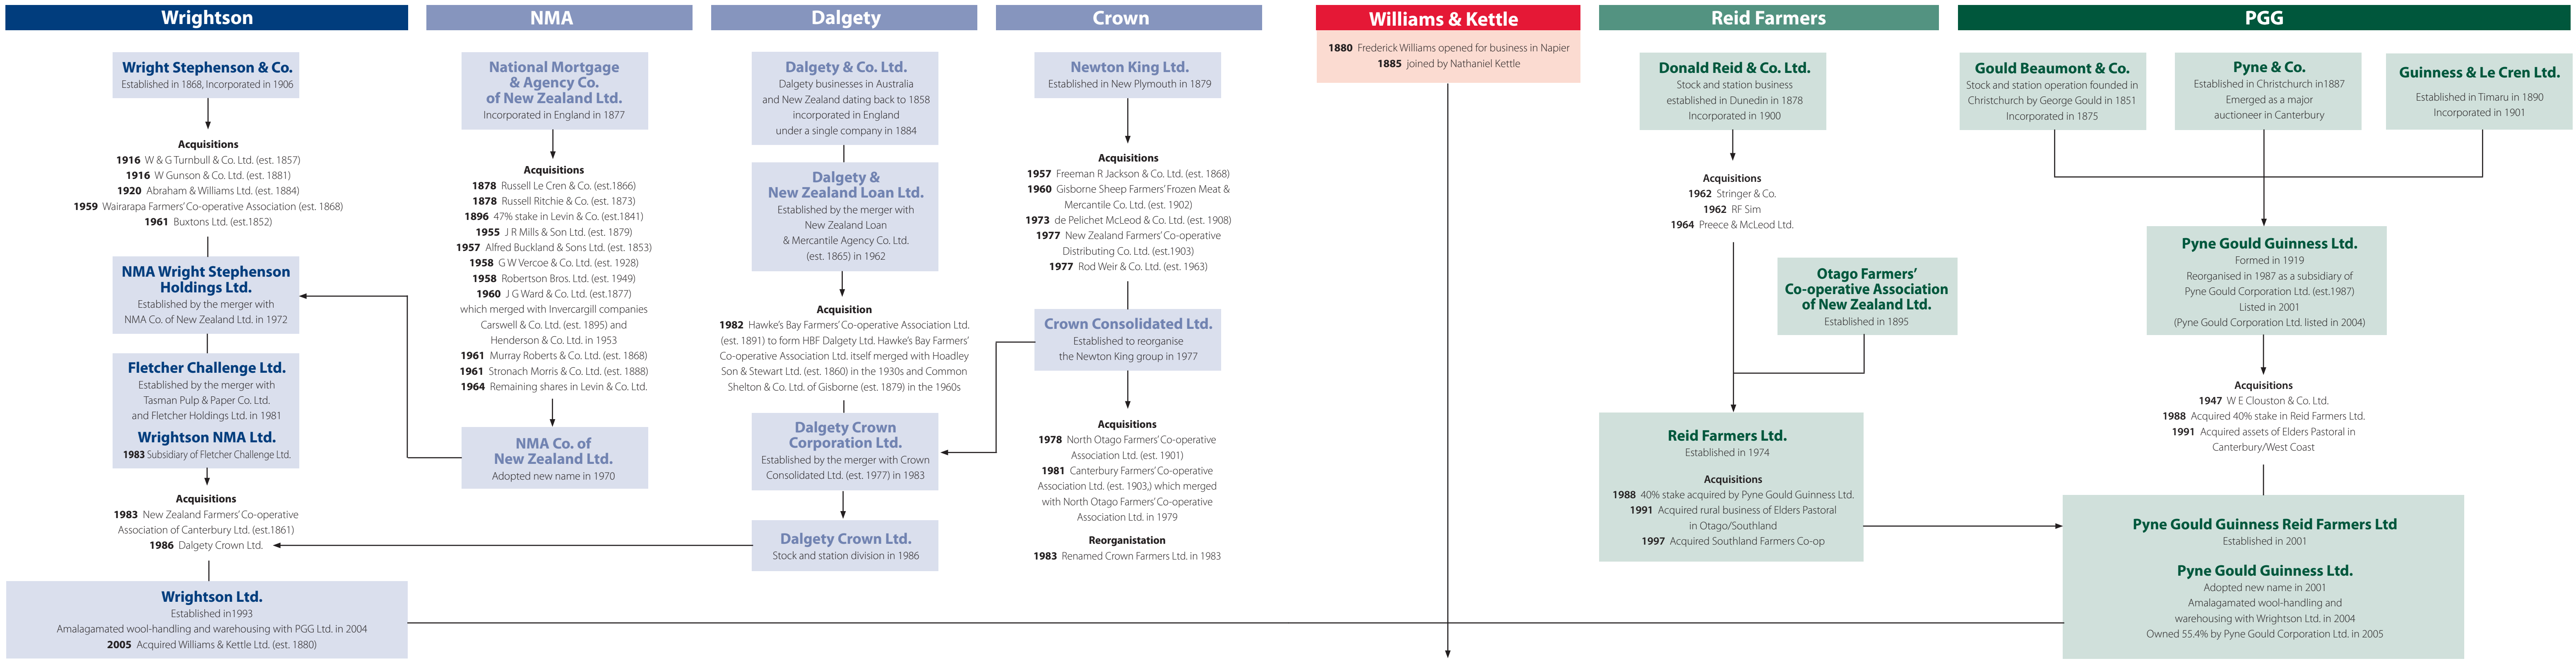 Wrightson
Wright Stephenson & Co.
Established in 1868, Incorporated in 1906
Acquisitions
1916 W & G Turnbull & Co. Ltd. (est. 1857)
1916 W Gunson & Co. Ltd. (est. 1881)
1920 Abraham & Williams Ltd. (est. 1884)
1959 Wairarapa Farmers' Co-operative Association (est. 1868)
1961 Buxtons Ltd. (est.1852)
NMA Wright Stephenson
Holdings Ltd.
Established by the merger with
NMA Co. of New Zealand Ltd. in 1972
Fletcher Challenge Ltd.
Established by the merger with
Tasman Pulp & Paper Co. Ltd.
and Fletcher Holdings Ltd. in 1981
Wrightson NMA Ltd.
1983 Subsidiary of Fletcher Challenge Ltd.
Acquisitions
1983 New Zealand Farmers' Co-operative
Association of Canterbury Ltd. (est.1861)
1986 Dalgety Crown Ltd.
Wrightson Ltd.
Established in1993
Amalagamated wool-handling and warehousing with PGG Ltd. in 2004
2005 Acquired Williams & Kettle Ltd. (est. 1880)
NMA
National Mortgage
& Agency Co.
of New Zealand Ltd.
Incorporated in England in 1877
Acquisitions
1878 Russell Le Cren & Co. (est.1866)
1878 Russell Ritchie & Co. (est. 1873)
1896 47% stake in Levin & Co. (est.1841)
1955 J R Mills & Son Ltd. (est. 1879)
1957 Alfred Buckland & Sons Ltd. (est. 1853)
1958 G W Vercoe & Co. Ltd. (est. 1928)
1958 Robertson Bros. Ltd. (est. 1949)
1960 J G Ward & Co. Ltd. (est.1877)
which merged with Invercargill companies
Carswell & Co. Ltd. (est. 1895) and
Henderson & Co. Ltd. in 1953
1961 Murray Roberts & Co. Ltd. (est. 1868)
1961 Stronach Morris & Co. Ltd. (est. 1888)
1964 Remaining shares in Levin & Co. Ltd.
NMA Co. of
New Zealand Ltd.
Adopted new name in 1970
Dalgety
Dalgety & Co. Ltd.
Dalgety businesses in Australia
and New Zealand dating back to 1858
incorporated in England
under a single company in 1884
Dalgety &
New Zealand Loan Ltd.
Established by the merger with
New Zealand Loan
& Mercantile Agency Co. Ltd.
(est. 1865) in 1962
Acquisition
1982 Hawke's Bay Farmers' Co-operative Association Ltd.
(est. 1891) to form HBF Dalgety Ltd. Hawke's Bay Farmers'
Co-operative Association Ltd. itself merged with Hoadley
Son & Stewart Ltd. (est. 1860) in the 1930s and Common
Shelton & Co. Ltd. of Gisborne (est. 1879) in the 1960s
Dalgety Crown
Corporation Ltd.
Established by the merger with Crown
Consolidated Ltd. (est. 1977) in 1983
Dalgety Crown Ltd.
Stock and station division in 1986
Crown
Newton King Ltd.
Established in New Plymouth in 1879
Acquisitions
1957 Freeman R Jackson & Co. Ltd. (est. 1868)
1960 Gisborne Sheep Farmers' Frozen Meat &
Mercantile Co. Ltd. (est. 1902)
1973 de Pelichet McLeod & Co. Ltd. (est. 1908)
1977 New Zealand Farmers' Co-operative
Distributing Co. Ltd. (est.1903)
1977 Rod Weir & Co. Ltd. (est. 1963)
Crown Consolidated Ltd.
Established to reorganise
the Newton King group in 1977
Acquisitions
1978 North Otago Farmers' Co-operative
Association Ltd. (est. 1901)
1981 Canterbury Farmers' Co-operative
Association Ltd. (est. 1903,) which merged
with North Otago Farmers' Co-operative
Association Ltd. in 1979
Reorganistation
1983 Renamed Crown Farmers Ltd. in 1983
Williams & Kettle
1880 Frederick Williams opened for business in Napier
1885 joined by Nathaniel Kettle
Reid Farmers
Donald Reid & Co. Ltd.
Stock and station business
established in Dunedin in 1878
Incorporated in 1900
Acquisitions
1962 Stringer & Co.
1962 RF Sim
1964 Preece & McLeod Ltd.
Otago Farmers'
Co-operative Association
of New Zealand Ltd.
Established in 1895
Reid Farmers Ltd.
Established in 1974
Acquisitions
1988 40% stake acquired by Pyne Gould Guinness Ltd.
1991 Acquired rural business of Elders Pastoral
in Otago/Southland
1997 Acquired Southland Farmers Co-op
PGG
Gould Beaumont & Co.
Stock and station operation founded in
Christchurch by George Gould in 1851
Incorporated in 1875
Pyne & Co.
Established in Christchurch in1887
Emerged as a major
auctioneer in Canterbury
Guinness & Le Cren Ltd.
Established in Timaru in 1890
Incorporated in 1901
Pyne Gould Guinness Ltd.
Formed in 1919
Reorganised in 1987 as a subsidiary of
Pyne Gould Corporation Ltd. (est.1987)
Listed in 2001
(Pyne Gould Corporation Ltd. listed in 2004)
Acquisitions
1947 W E Clouston & Co. Ltd.
1988 Acquired 40% stake in Reid Farmers Ltd.
1991 Acquired assets of Elders Pastoral in
Canterbury/West Coast
Pyne Gould Guinness Reid Farmers Ltd
Established in 2001
Pyne Gould Guinness Ltd.
Adopted new name in 2001
Amalagamated wool-handling and
warehousing with Wrightson Ltd. in 2004
Owned 55.4% by Pyne Gould Corporation Ltd. in 2005